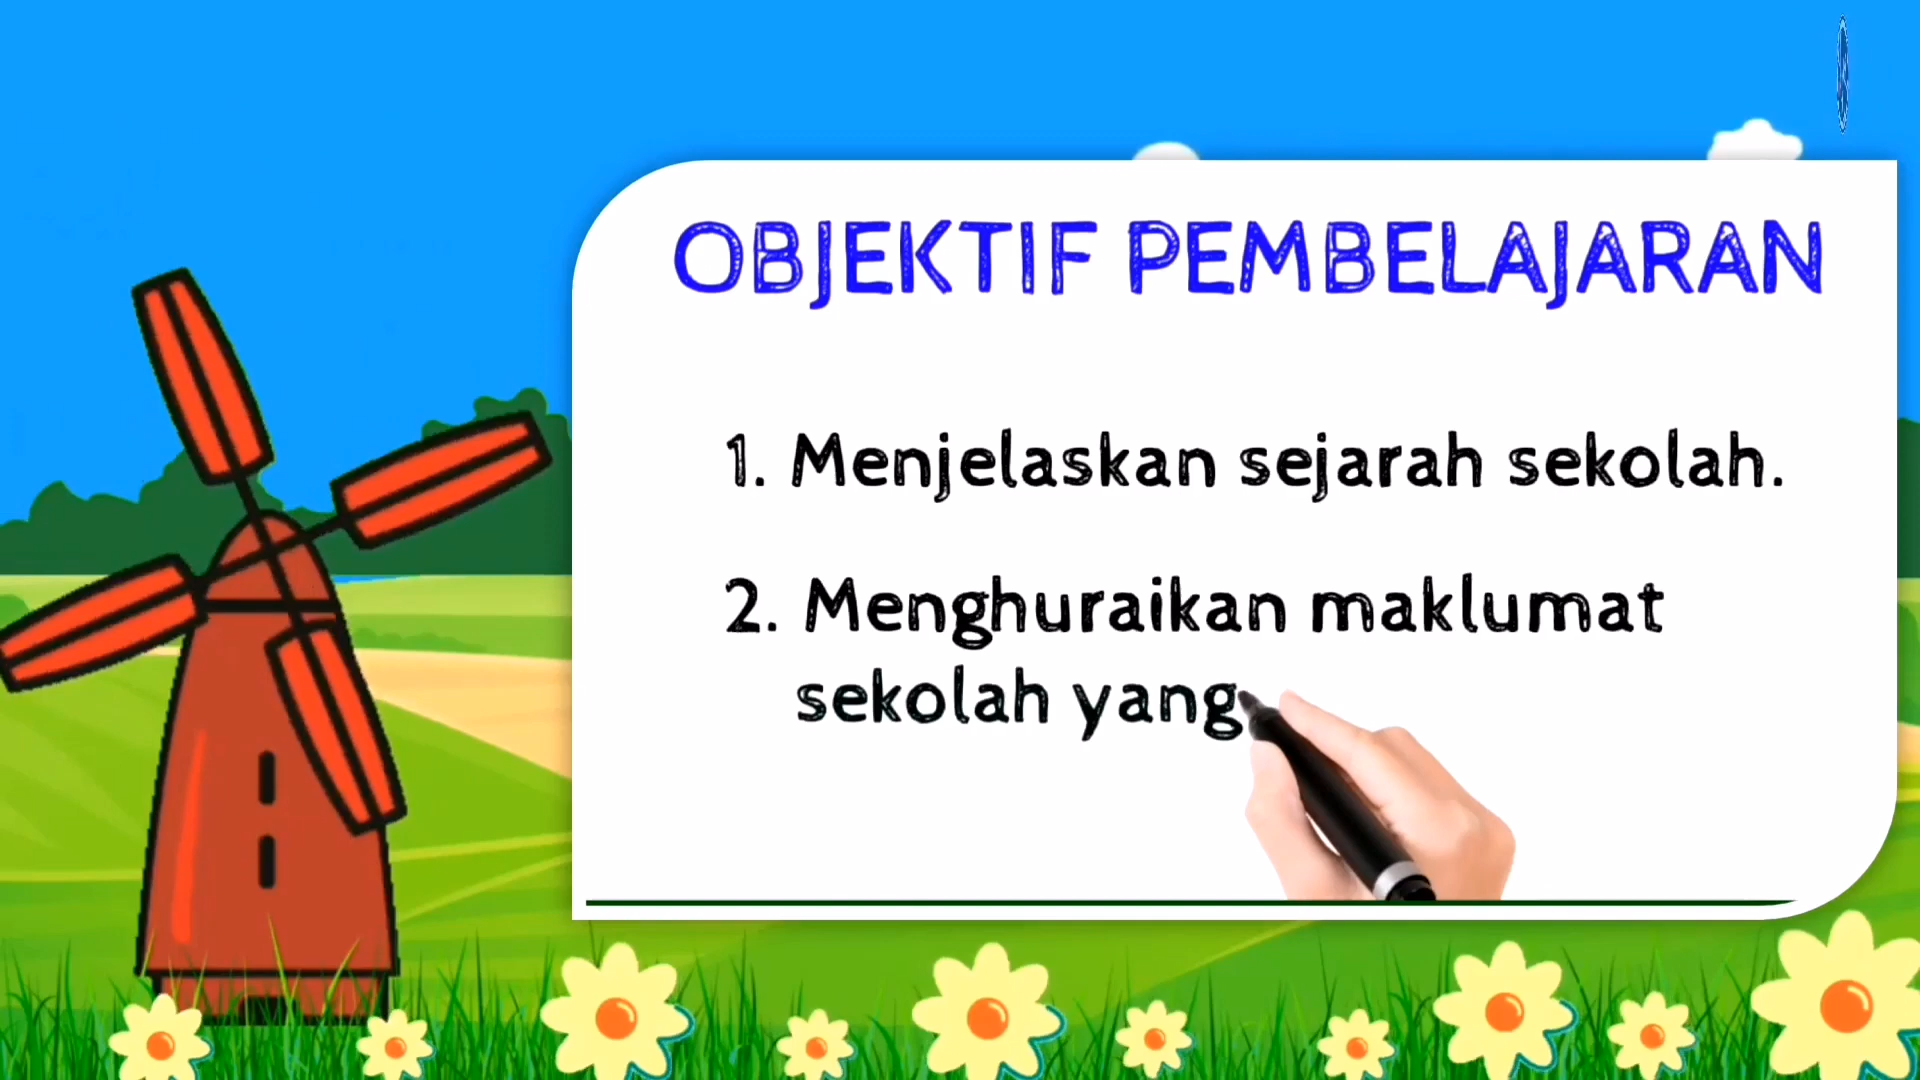 OBJEKTIF PEMBELAJARAN
1. Menjelaskan sejarah sekolah.
2. Menghuraikan maklumat
sekolah yang